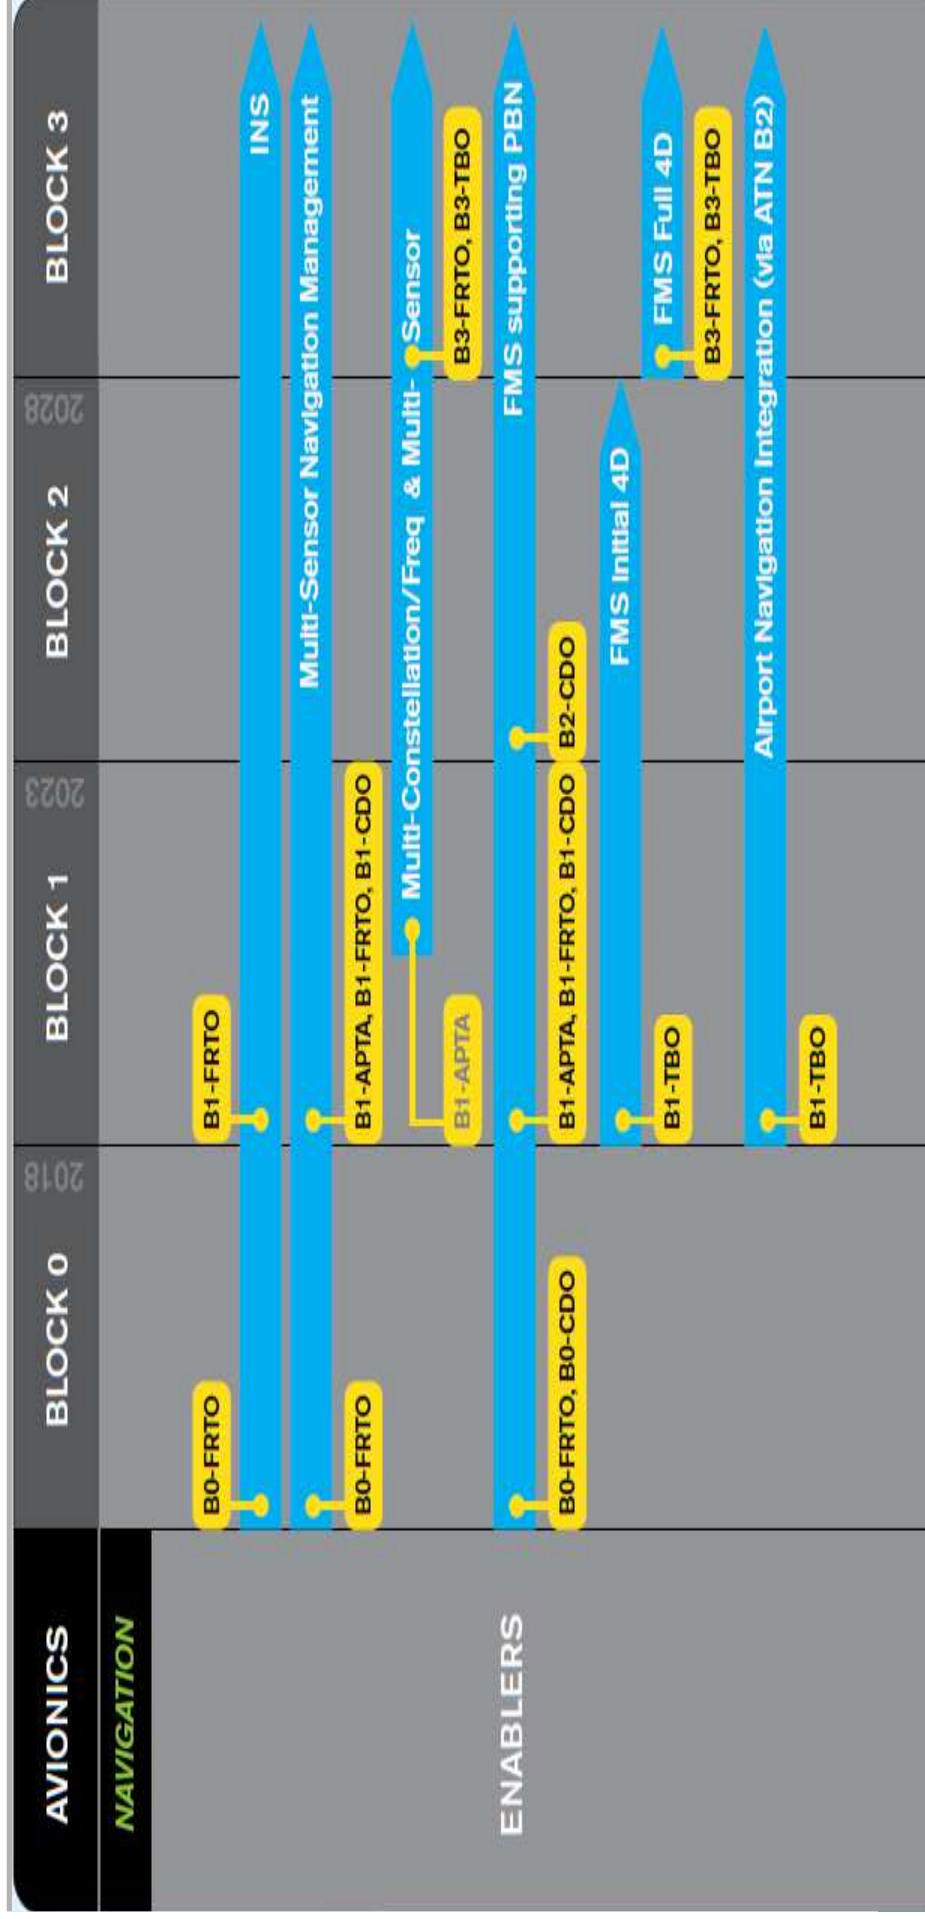 AVIONICS
BLOCK 0
2018
BLOCK 1
2023
BLOCK 2
2028
BLOCK 3
NAVIGATION
ENABLERS
B0-FRTO
B1-FRTO
INS
Multi-Sensor Navigation Management
B0-FRTO
B1-APTA, B1-FRTO, B1-CDO
Multi-Constellation/Freq & Multi-Sensor
B1-APTA
B3-FRTO, B3-TBO
FMS supporting PBN
B0-FRTO, B0-CDO
B1-APTA, B1-FRTO, B1-CDO
B2-CDO
FMS Initial 4D
B1-TBO
FMS Full 4D
B3-FRTO, B3-TBO
Airport Navigation Integration (via ATN B2)
B1-TBO